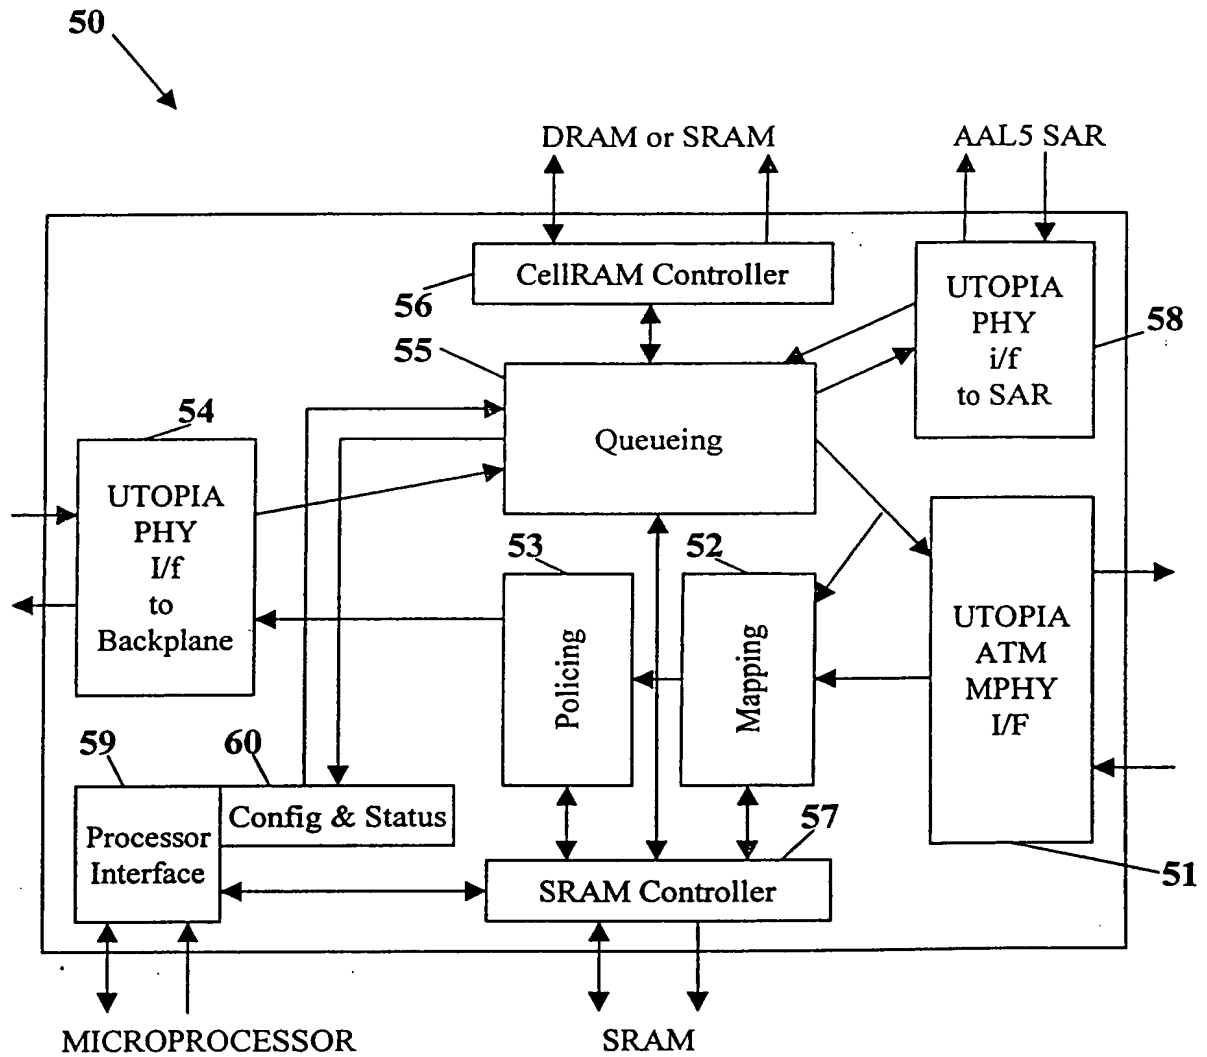 50
DRAM or SRAM
AAL5 SAR
CellRAM Controller
56
UTOPIA
PHY
i/f
to SAR
58
55
Queueing
54
UTOPIA
PHY
I/f
to
Backplane
53
Policing
52
Mapping
UTOPIA
ATM
MPHY
I/F
51
59
60
Config & Status
Processor
Interface
57
SRAM Controller
MICROPROCESSOR
SRAM